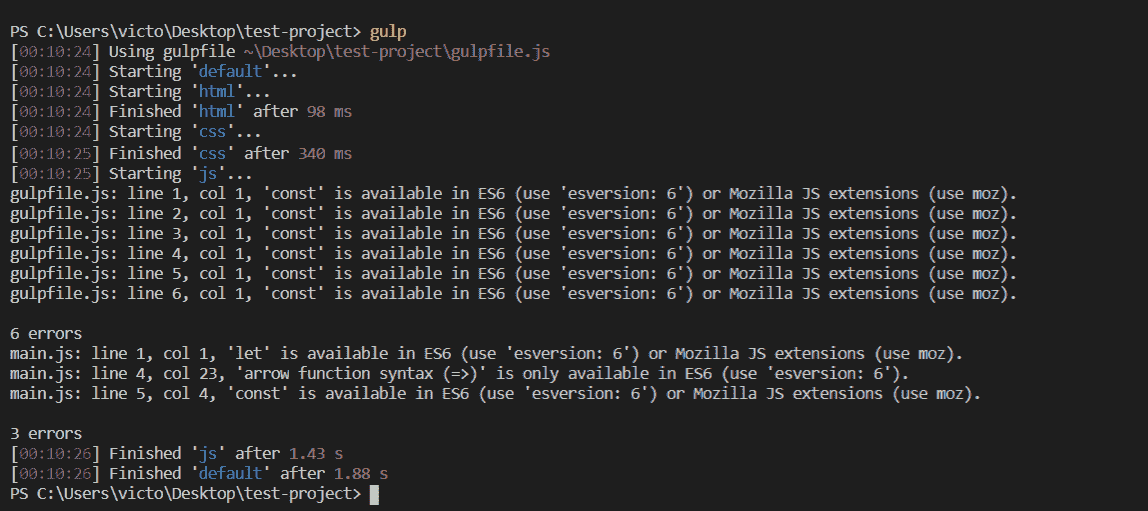 PS C:\Users\victo\Desktop\test-project> gulp
[00:10:24] Using gulpfile ~\Desktop\test-project\gulpfile.js
[00:10:24] Starting 'default'...
[00:10:24] Starting 'html'...
[00:10:24] Finished 'html' after 98 ms
[00:10:24] Starting 'css'...
[00:10:25] Finished 'css' after 340 ms
[00:10:25] Starting 'js'...
gulpfile.js: line 1, col 1, 'const' is available in ES6 (use 'esversion: 6') or Mozilla JS extensions (use moz).
gulpfile.js: line 2, col 1, 'const' is available in ES6 (use 'esversion: 6') or Mozilla JS extensions (use moz).
gulpfile.js: line 3, col 1, 'const' is available in ES6 (use 'esversion: 6') or Mozilla JS extensions (use moz).
gulpfile.js: line 4, col 1, 'const' is available in ES6 (use 'esversion: 6') or Mozilla JS extensions (use moz).
gulpfile.js: line 5, col 1, 'const' is available in ES6 (use 'esversion: 6') or Mozilla JS extensions (use moz).
gulpfile.js: line 6, col 1, 'const' is available in ES6 (use 'esversion: 6') or Mozilla JS extensions (use moz).
6 errors
main.js: line 1, col 1, 'let' is available in ES6 (use 'esversion: 6') or Mozilla JS extensions (use moz).
main.js: line 4, col 23, 'arrow function syntax (=>)' is only available in ES6 (use 'esversion: 6').
main.js: line 5, col 4, 'const' is available in ES6 (use 'esversion: 6') or Mozilla JS extensions (use moz).
3 errors
[00:10:26] Finished 'js' after 1.43 s
[00:10:26] Finished 'default' after 1.88 s
PS C:\Users\victo\Desktop\test-project>